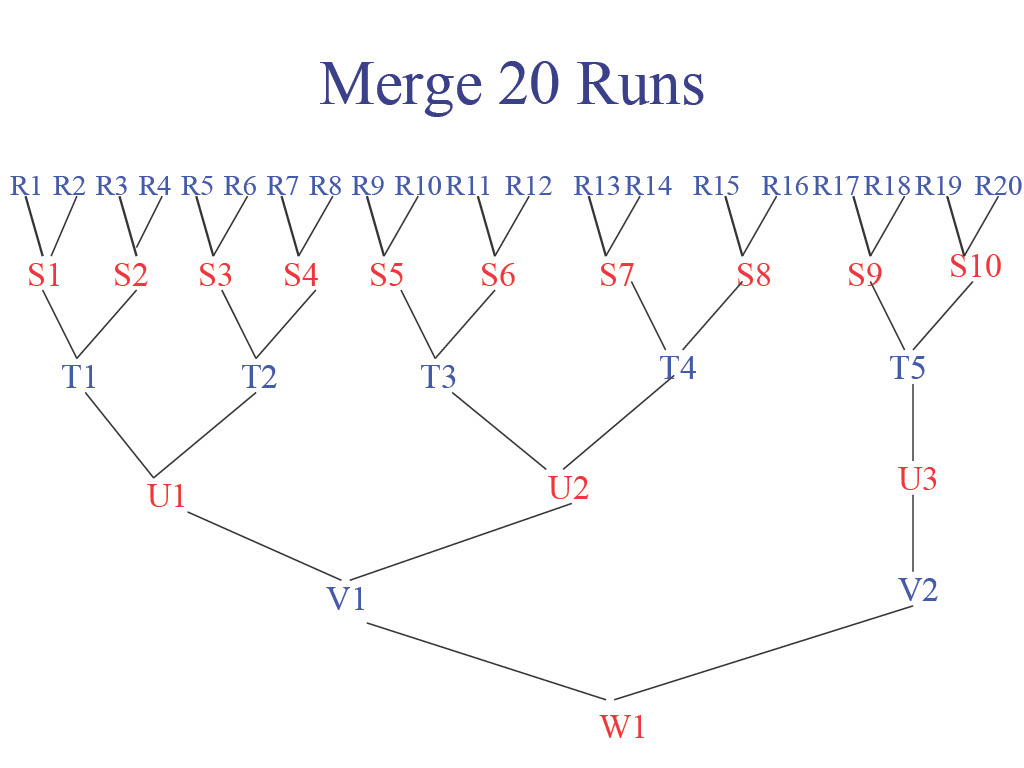 Merge 20 Runs
R1 R2 R3 R4 R5 R6 R7 R8 R9 R10 R11 R12 R13 R14 R15 R16 R17 R18 R19 R20
S1 S2 S3 S4 S5 S6 S7 S8 S9 S10
T1 T2 T3 T4 T5
U1 U2 U3
V1 V2
W1